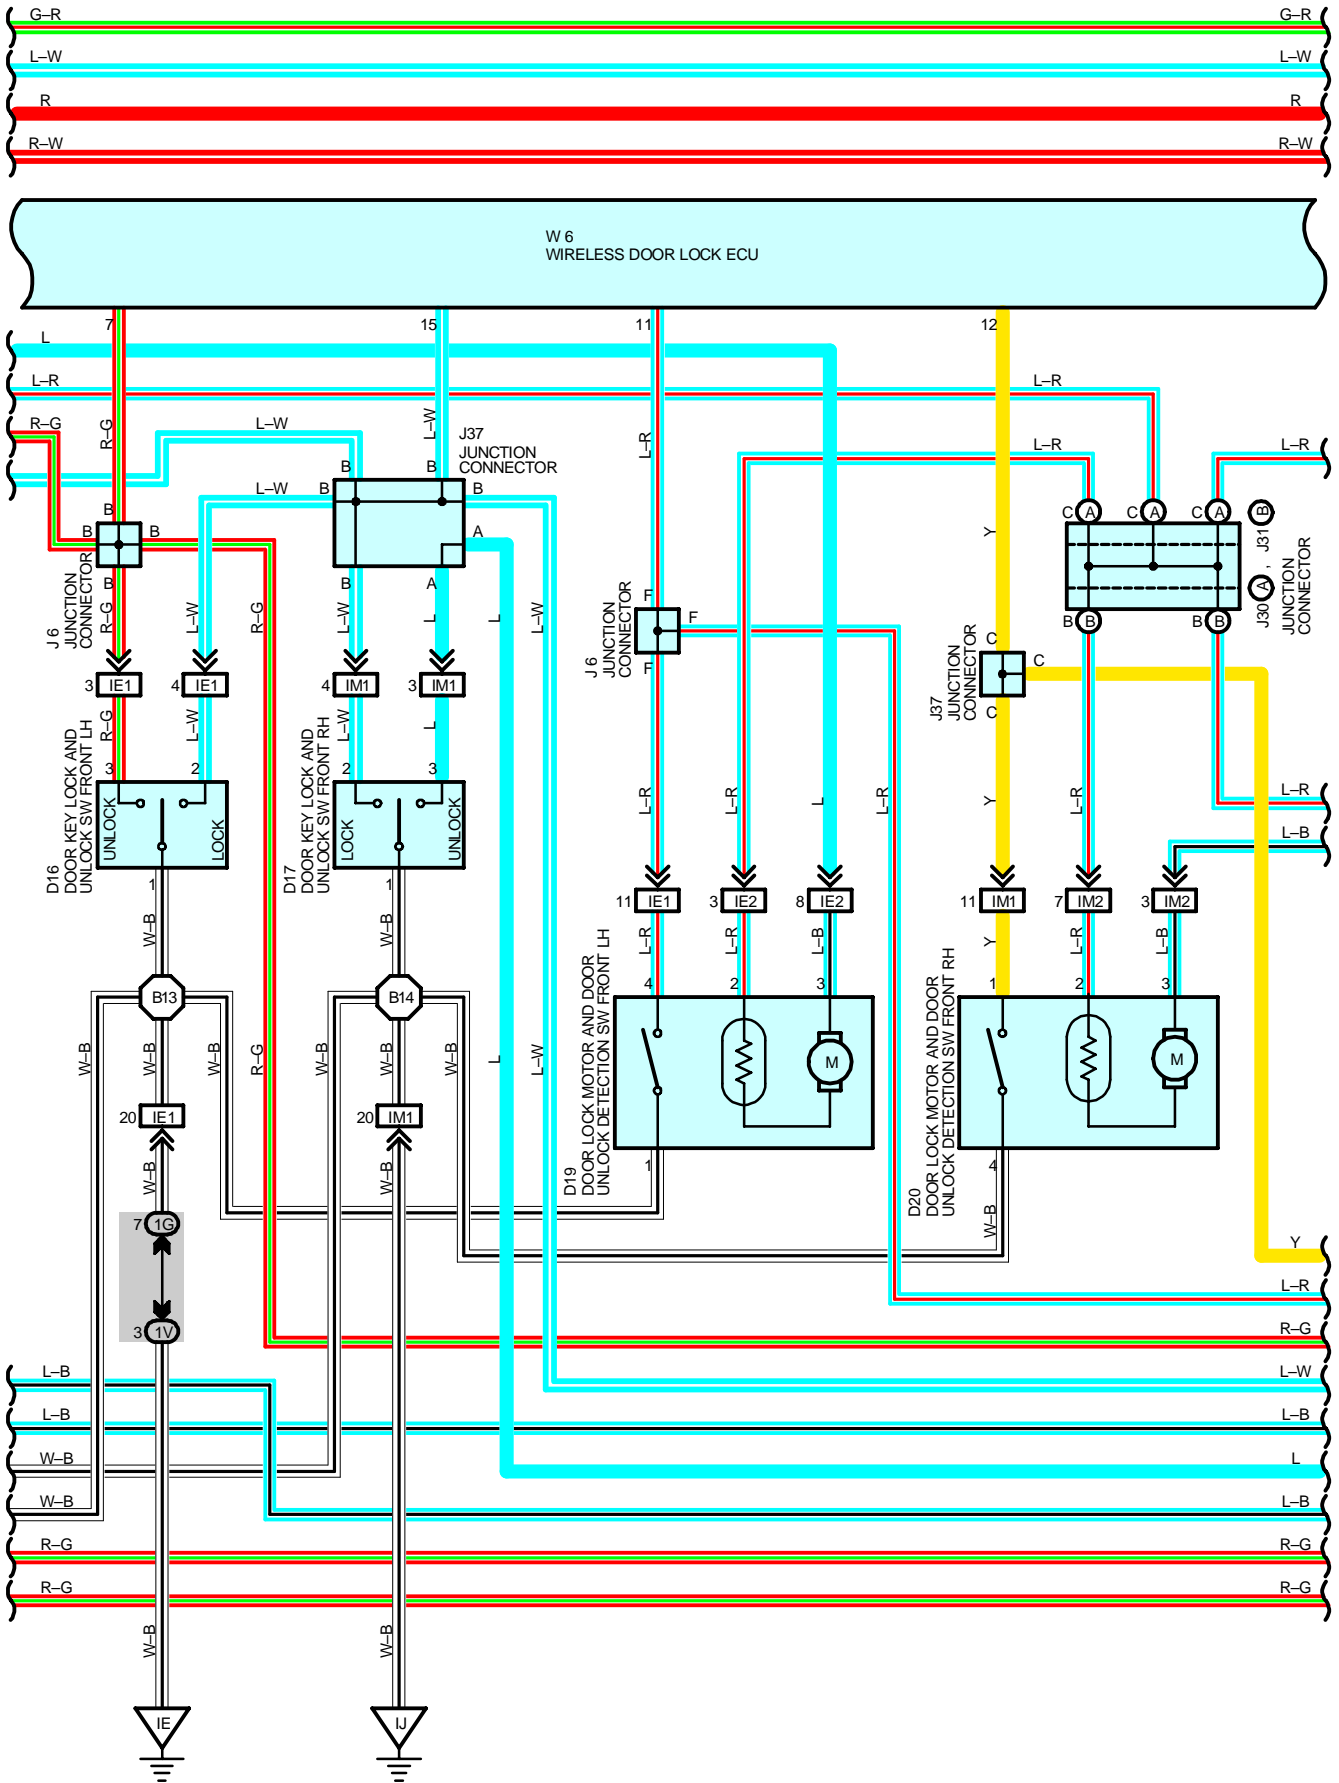 G–R G–R
L–W L–W
R R
R–W R–W
W 6
WIRELESS DOOR LOCK ECU
7 15 11 12
L
L–R L–R
R–G L–W
R–G L–W L–R
J37
JUNCTION
CONNECTOR
L–R L–R
B B
L–W B B
B C A C A C A
B B A
J31 B
J30 A ,
JUNCTION
CONNECTOR
Y
B B A
J 6
JUNCTION
CONNECTOR
R–G L–W R–G L–W L L L–W
F F F
J 6
JUNCTION
CONNECTOR
B B B B
C C C
J37
JUNCTION
CONNECTOR
3 IE1 4 IE1 4 IM1 3 IM1
R–G L–W L–W L
3 2 2 3
D16
DOOR KEY LOCK AND
UNLOCK SW FRONT LH
UNLOCK LOCK
D17
DOOR KEY LOCK AND
UNLOCK SW FRONT RH
LOCK UNLOCK
L–R L–R L L–R Y L–R L–R
L–B
1 1
11 IE1 3 IE2 8 IE2 11 IM1 7 IM2 3 IM2
W–B W–B L–R L–R L–B Y L–R L–B
4 2 3 1 2 3
B13 B14
W–B W–B W–B R–G W–B W–B W–B L L–W
M M
20 IE1 20 IM1
D19
DOOR LOCK MOTOR AND DOOR
UNLOCK DETECTION SW FRONT LH
D20
DOOR LOCK MOTOR AND DOOR
UNLOCK DETECTION SW FRONT RH
1 4
W–B W–B W–B
7 1G
Y
L–R
3 1V R–G
L–B L–W
L–B L–B
W–B L
W–B L–B
R–G R–G
R–G R–G
W–B W–B
IE IJ